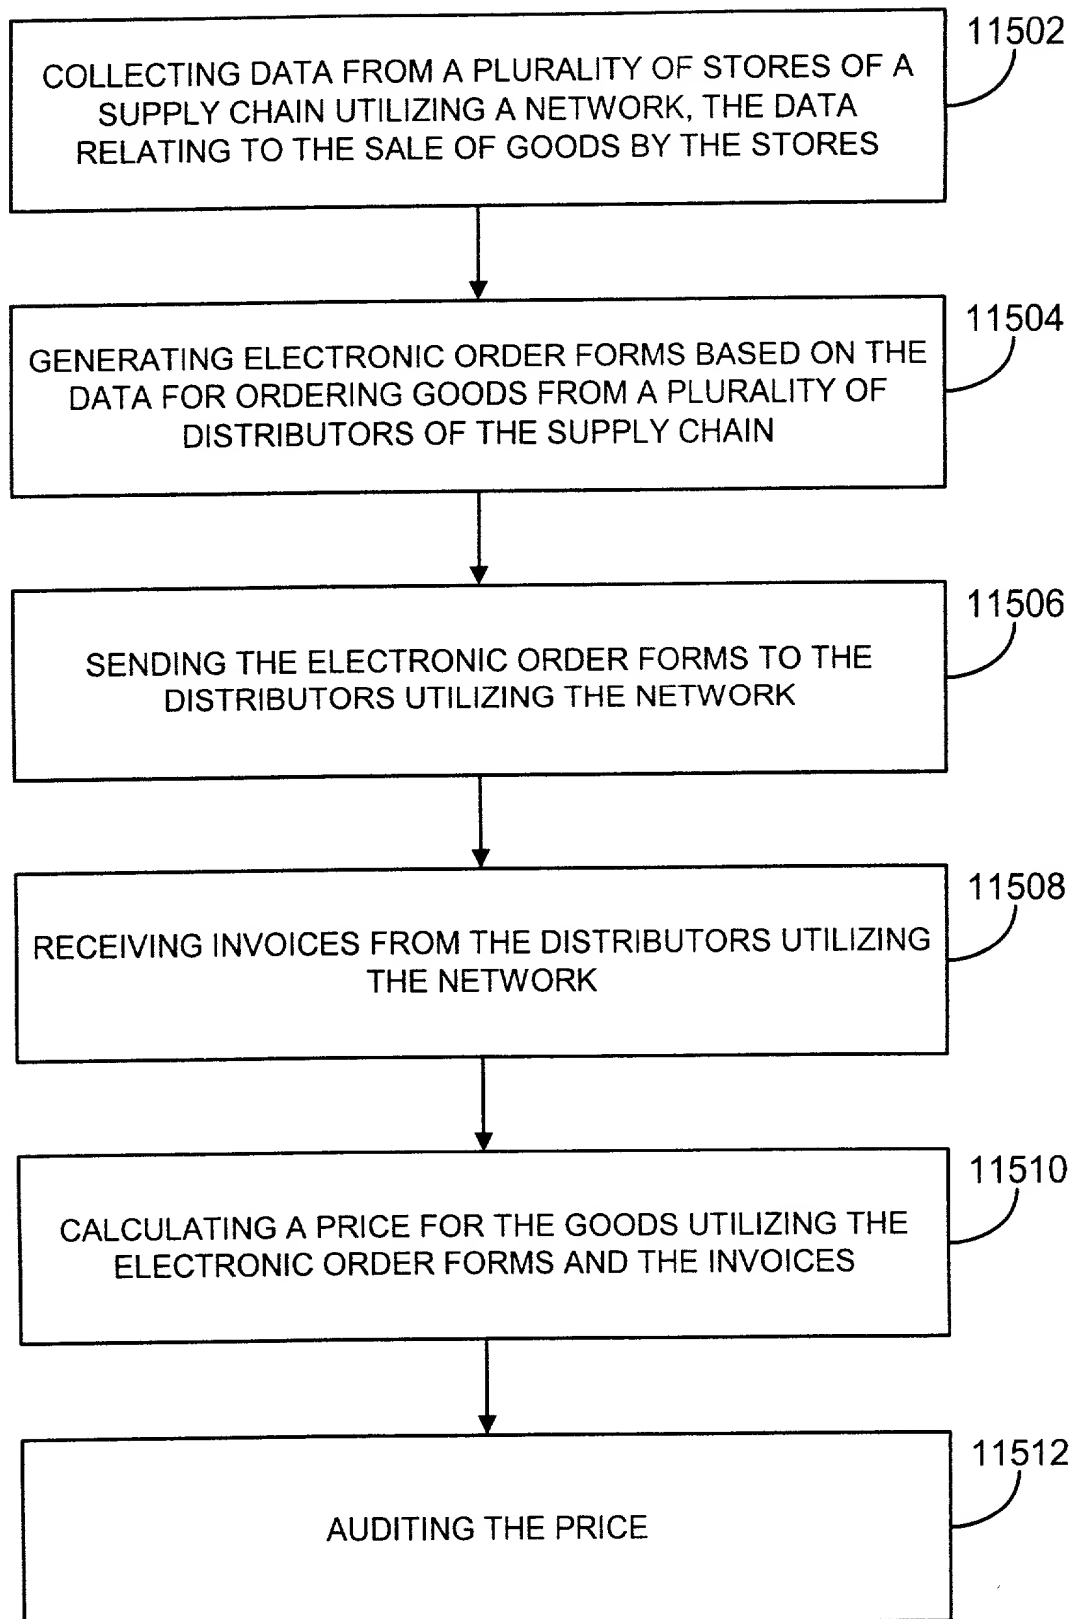 11502
COLLECTING DATA FROM A PLURALITY OF STORES OF A
SUPPLY CHAIN UTILIZING A NETWORK, THE DATA
RELATING TO THE SALE OF GOODS BY THE STORES
11504
GENERATING ELECTRONIC ORDER FORMS BASED ON THE
DATA FOR ORDERING GOODS FROM A PLURALITY OF
DISTRIBUTORS OF THE SUPPLY CHAIN
11506
SENDING THE ELECTRONIC ORDER FORMS TO THE
DISTRIBUTORS UTILIZING THE NETWORK
11508
RECEIVING INVOICES FROM THE DISTRIBUTORS UTILIZING
THE NETWORK
11510
CALCULATING A PRICE FOR THE GOODS UTILIZING THE
ELECTRONIC ORDER FORMS AND THE INVOICES
11512
AUDITING THE PRICE